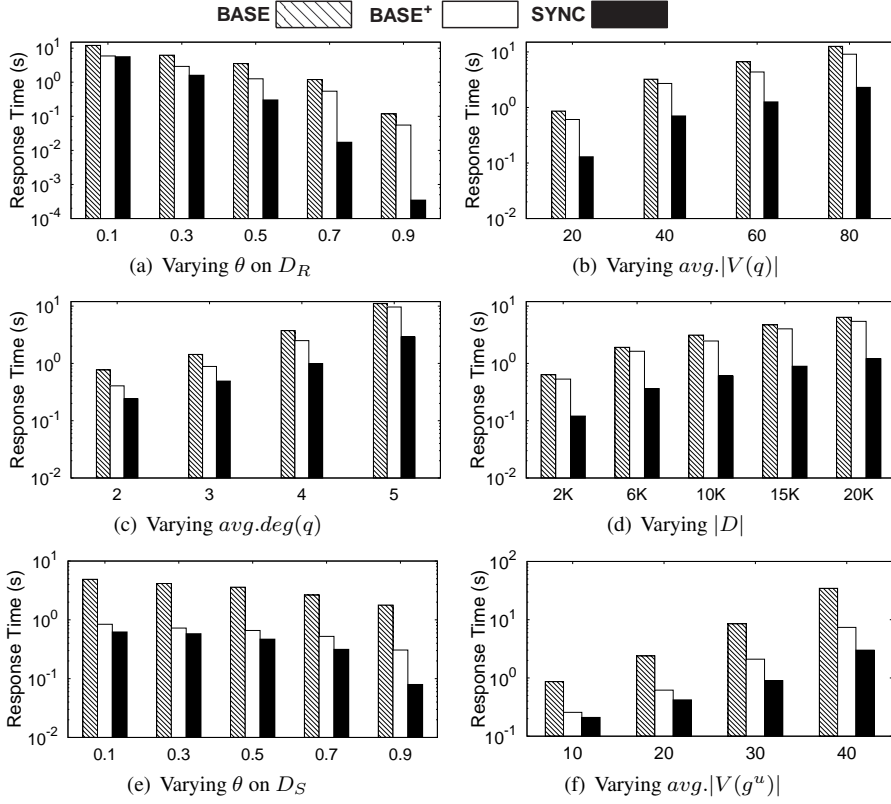 BASE BASE+ SYNC
Response Time (s)
10^1
10^0
10^-1
10^-2
10^-3
10^-4
0.1 0.3 0.5 0.7 0.9
(a) Varying θ on D_R
Response Time (s)
10^1
10^0
10^-1
10^-2
20 40 60 80
(b) Varying avg.|V(q)|
Response Time (s)
10^1
10^0
10^-1
10^-2
2 3 4 5
(c) Varying avg.deg(q)
Response Time (s)
10^1
10^0
10^-1
10^-2
2K 6K 10K 15K 20K
(d) Varying |D|
Response Time (s)
10^1
10^0
10^-1
10^-2
0.1 0.3 0.5 0.7 0.9
(e) Varying θ on D_S
Response Time (s)
10^2
10^1
10^0
10^-1
10 20 30 40
(f) Varying avg.|V(g^u)|